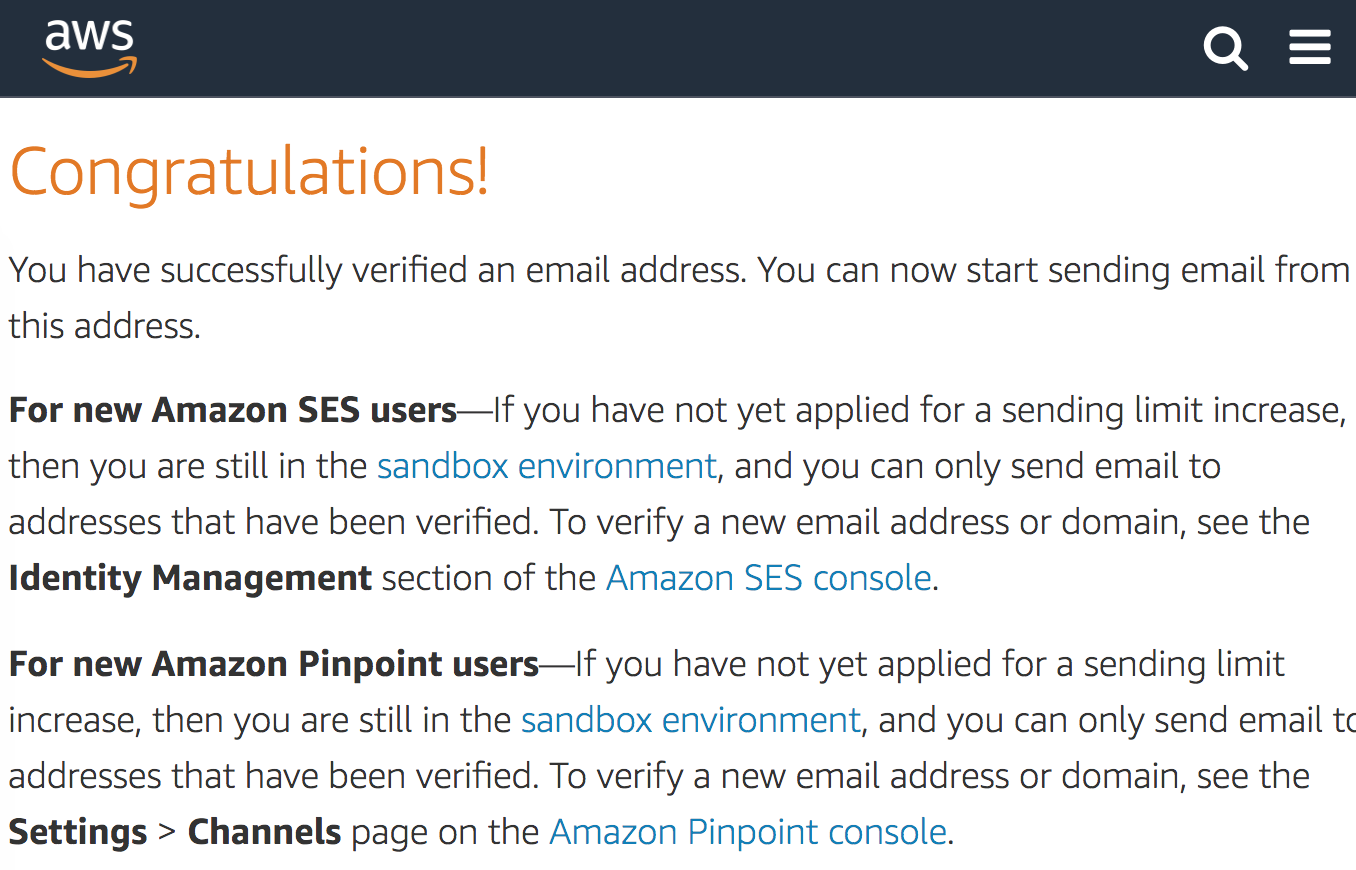 aws
Congratulations!
You have successfully verified an email address. You can now start sending email from
this address.
For new Amazon SES users—If you have not yet applied for a sending limit increase,
then you are still in the sandbox environment, and you can only send email to
addresses that have been verified. To verify a new email address or domain, see the
Identity Management section of the Amazon SES console.
For new Amazon Pinpoint users—If you have not yet applied for a sending limit
increase, then you are still in the sandbox environment, and you can only send email to
addresses that have been verified. To verify a new email address or domain, see the
Settings > Channels page on the Amazon Pinpoint console.